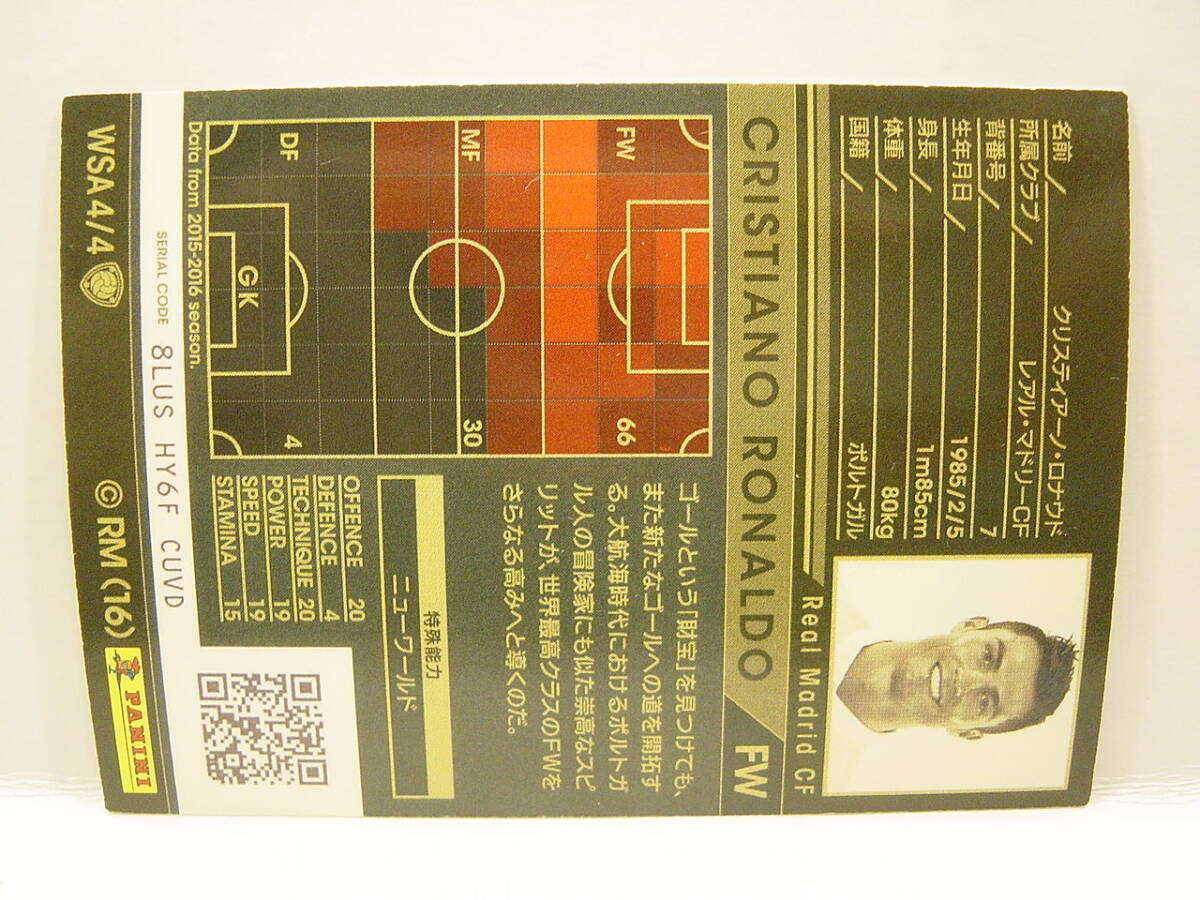 名前／ クリスティアーノ・ロナウド
所属クラブ／ レアル・マドリーCF
背番号／ 7
生年月日／ 1985/2/5
身長／ 1m85cm
体重／ 80kg
国籍／ ポルトガル
Real Madrid CF
CRISTIANO RONALDO
FW
FW 66
MF 30
DF 4
GK
Data from 2015-2016 season.
ゴールという「財宝」を見つけても、
また新たなゴールへの道を開拓す
る。大航海時代におけるポルトガ
ル人の冒険家にも似た崇高なスピ
リットが、世界最高クラスのFWを
さらなる高みへと導くのだ。
特殊能力
ニューワールド
OFFENCE 20
DEFENCE 4
TECHNIQUE 20
POWER 19
SPEED 19
STAMINA 15
SERIAL CODE 8LUS HY6F CUVD
WSA4/4
© RM (16)
PANINI